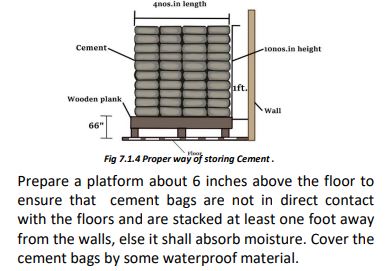 4nos.in length
Cement
10nos.in height
1ft.
Wooden plank
Wall
66"
Floor
Fig 7.1.4 Proper way of storing Cement .
Prepare a platform about 6 inches above the floor to
ensure that cement bags are not in direct contact
with the floors and are stacked at least one foot away
from the walls, else it shall absorb moisture. Cover the
cement bags by some waterproof material.